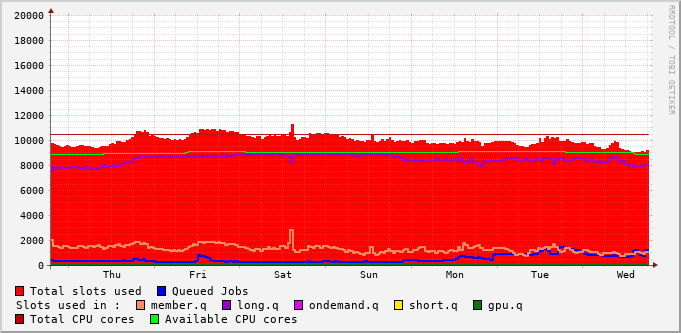 20000
18000
16000
14000
12000
10000
8000
6000
4000
2000
0
Thu Fri Sat Sun Mon Tue Wed
RRDTOOL / TOBI OETIKER
Total slots used Queued Jobs
Slots used in : member.q long.q ondemand.q short.q gpu.q
Total CPU cores Available CPU cores